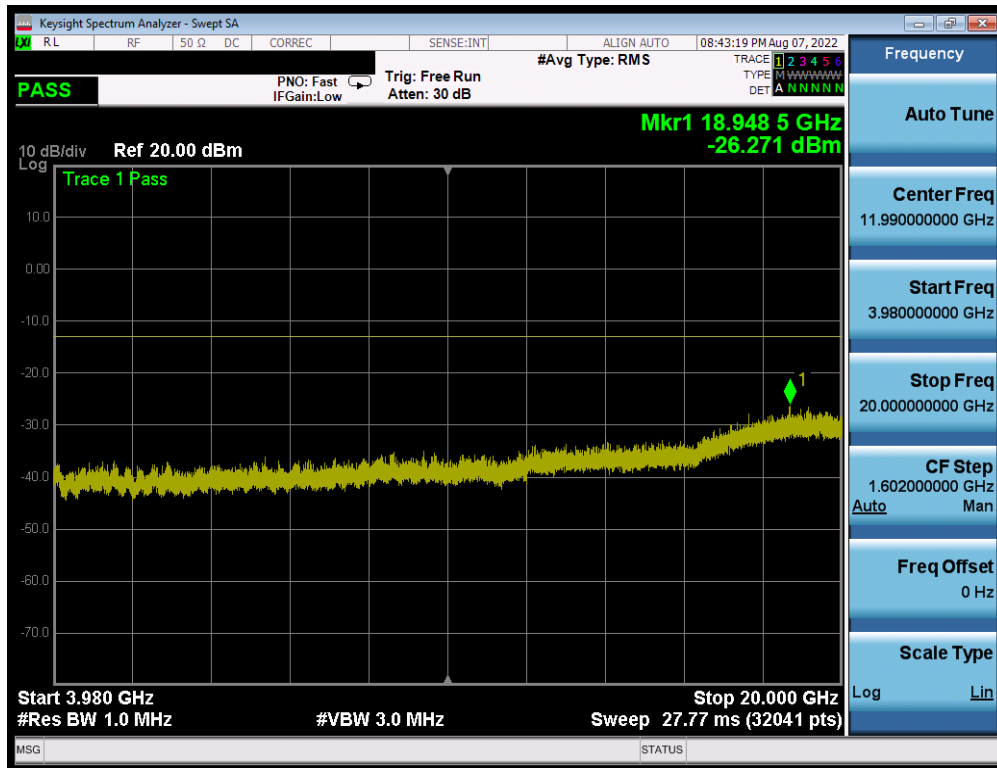 Keysight Spectrum Analyzer - Swept SA
LXI RL RF 50 Ω DC CORREC SENSE:INT ALIGN AUTO 08:43:19 PM Aug 07, 2022
#Avg Type: RMS
TRACE 1 2 3 4 5 6
TYPE M WWWWW
DET A N N N N N
PASS
PNO: Fast
IFGain:Low
Trig: Free Run
Atten: 30 dB
Mkr1 18.948 5 GHz
-26.271 dBm
10 dB/div Ref 20.00 dBm
Log
Trace 1 Pass
10.0
0.00
-10.0
-20.0
1
-30.0
-40.0
-50.0
-60.0
-70.0
Start 3.980 GHz
Stop 20.000 GHz
#Res BW 1.0 MHz
#VBW 3.0 MHz
Sweep 27.77 ms (32041 pts)
MSG
STATUS
Frequency
Auto Tune
Center Freq
11.990000000 GHz
Start Freq
3.980000000 GHz
Stop Freq
20.000000000 GHz
CF Step
1.602000000 GHz
Auto Man
Freq Offset
0 Hz
Scale Type
Log Lin